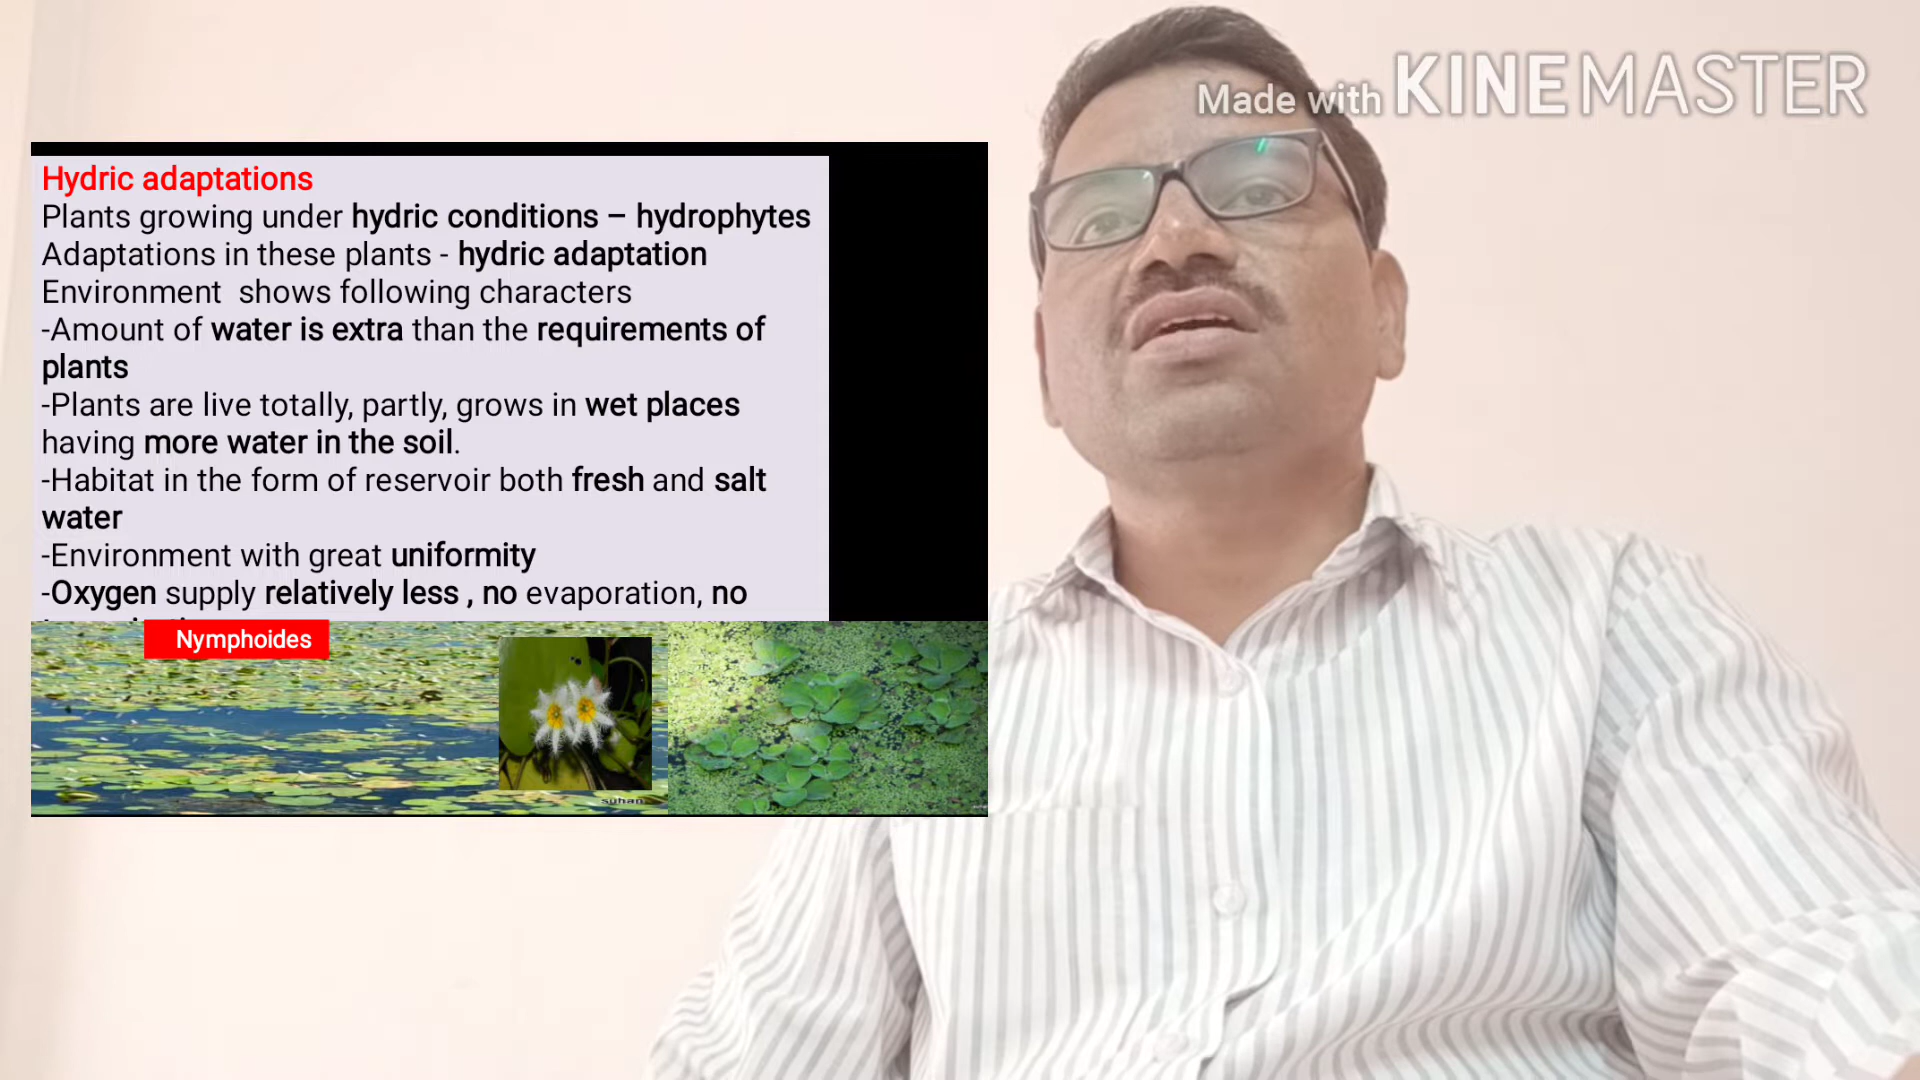 Made with KINEMASTER
Hydric adaptations
Plants growing under hydric conditions – hydrophytes
Adaptations in these plants - hydric adaptation
Environment shows following characters
-Amount of water is extra than the requirements of
plants
-Plants are live totally, partly, grows in wet places
having more water in the soil.
-Habitat in the form of reservoir both fresh and salt
water
-Environment with great uniformity
-Oxygen supply relatively less , no evaporation, no
Nymphoides
suhan